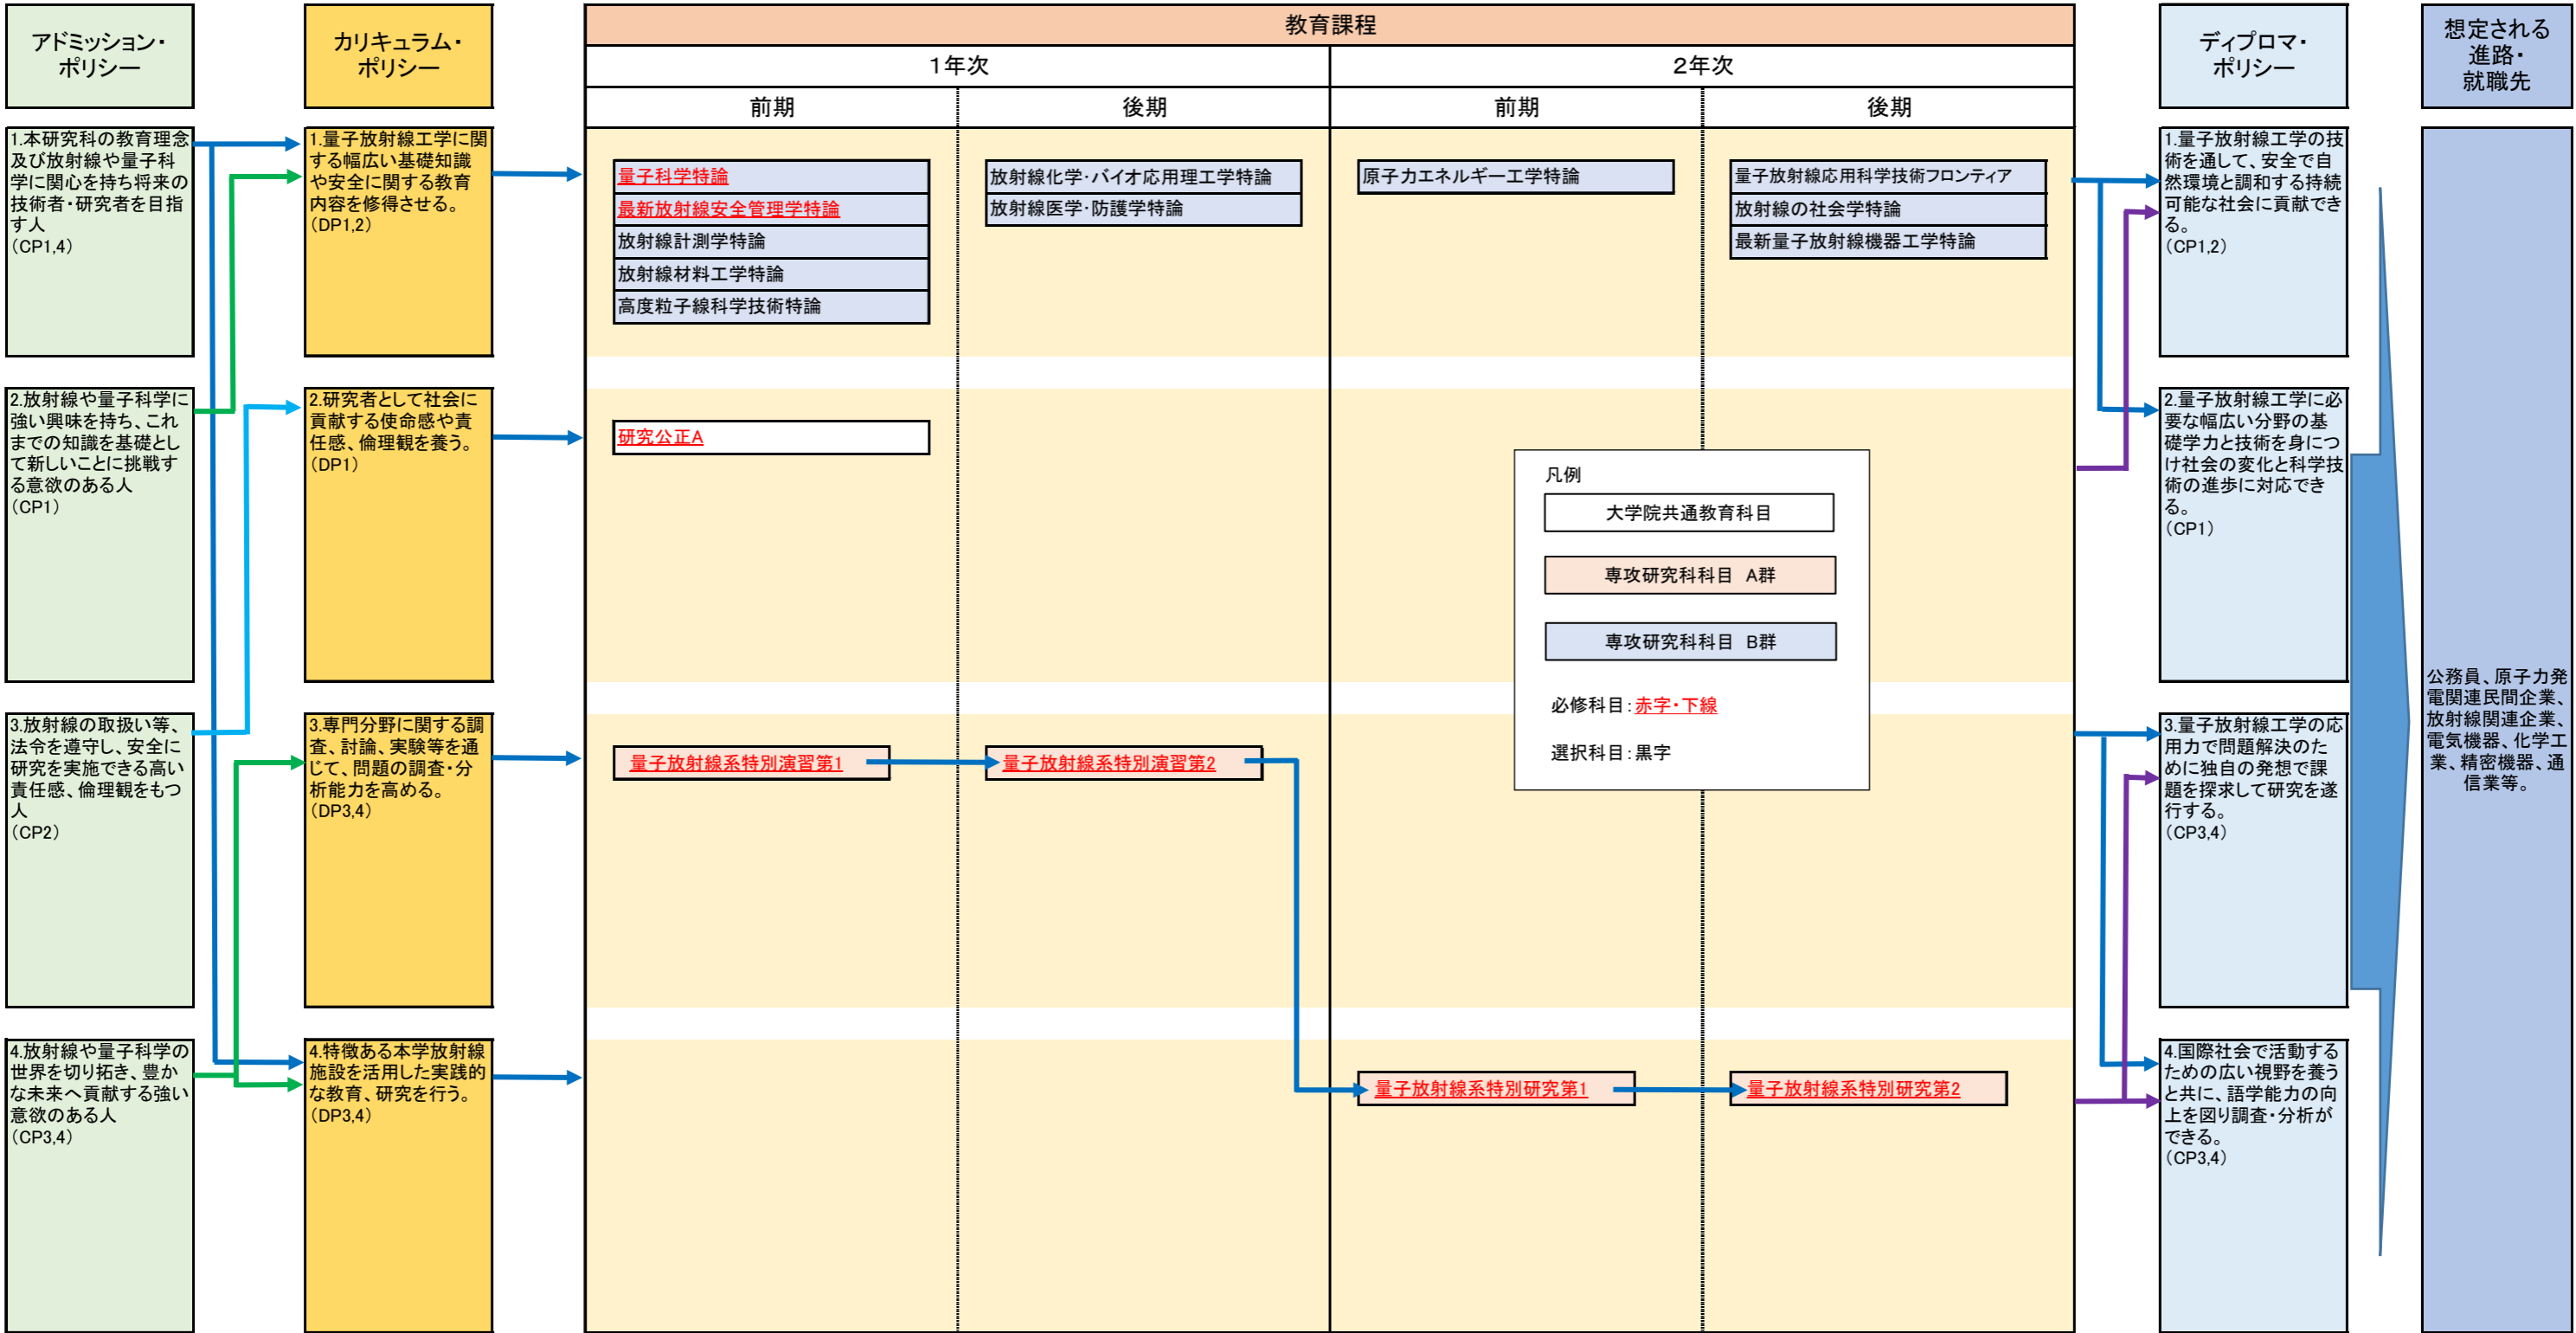 アドミッション・
ポリシー
カリキュラム・
ポリシー
教育課程
1年次
2年次
前期
後期
前期
後期
ディプロマ・
ポリシー
想定される
進路・
就職先
1.本研究科の教育理念
及び放射線や量子科
学に関心を持ち将来の
技術者・研究者を目指
す人
(CP1,4)
2.放射線や量子科学に
強い興味を持ち、これ
までの知識を基礎とし
て新しいことに挑戦す
る意欲のある人
(CP1)
3.放射線の取扱い等、
法令を遵守し、安全に
研究を実施できる高い
責任感、倫理観をもつ
人
(CP2)
4.放射線や量子科学の
世界を切り拓き、豊か
な未来へ貢献する強い
意欲のある人
(CP3,4)
1.量子放射線工学に関
する幅広い基礎知識
や安全に関する教育
内容を修得させる。
(DP1,2)
2.研究者として社会に
貢献する使命感や責
任感、倫理観を養う。
(DP1)
3.専門分野に関する調
査、討論、実験等を通
じて、問題の調査・分
析能力を高める。
(DP3,4)
4.特徴ある本学放射線
施設を活用した実践的
な教育、研究を行う。
(DP3,4)
量子科学特論
最新放射線安全管理学特論
放射線計測学特論
放射線材料工学特論
高度粒子線科学技術特論
放射線化学・バイオ応用理工学特論
放射線医学・防護学特論
原子力エネルギー工学特論
量子放射線応用科学技術フロンティア
放射線の社会学特論
最新量子放射線機器工学特論
研究公正A
凡例
大学院共通教育科目
専攻研究科科目 A群
専攻研究科科目 B群
必修科目:赤字・下線
選択科目:黒字
量子放射線系特別演習第1
量子放射線系特別演習第2
量子放射線系特別研究第1
量子放射線系特別研究第2
1.量子放射線工学の技
術を通して、安全で自
然環境と調和する持続
可能な社会に貢献でき
る。
(CP1,2)
2.量子放射線工学に必
要な幅広い分野の基
礎学力と技術を身につ
け社会の変化と科学技
術の進歩に対応でき
る。
(CP1)
3.量子放射線工学の応
用力で問題解決のた
めに独自の発想で課
題を探求して研究を遂
行する。
(CP3,4)
4.国際社会で活動する
ための広い視野を養う
と共に、語学能力の向
上を図り調査・分析が
できる。
(CP3,4)
公務員、原子力発
電関連民間企業、
放射線関連企業、
電気機器、化学工
業、精密機器、通
信業等。